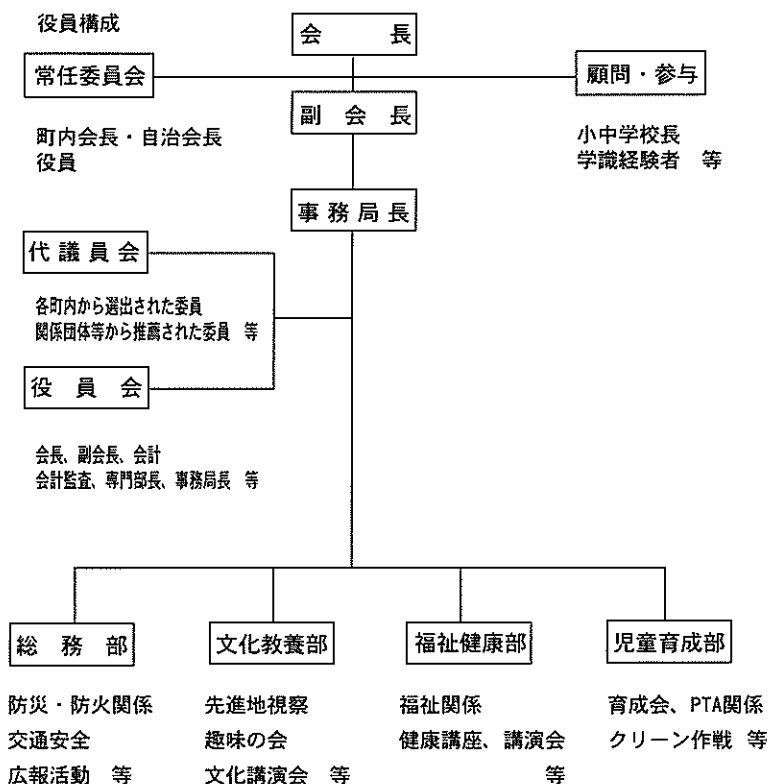 役員構成
会長
常任委員会
顧問・参与
副会長
町内会長・自治会長
役員
小中学校長
学識経験者　等
事務局長
代議員会
各町内から選出された委員
関係団体等から推薦された委員　等
役員会
会長、副会長、会計
会計監査、専門部長、事務局長　等
総務部
防災・防火関係
交通安全
広報活動　等
文化教養部
先進地視察
趣味の会
文化講演会　等
福祉健康部
福祉関係
健康講座、講演会
等
児童育成部
育成会、PTA関係
クリーン作戦　等